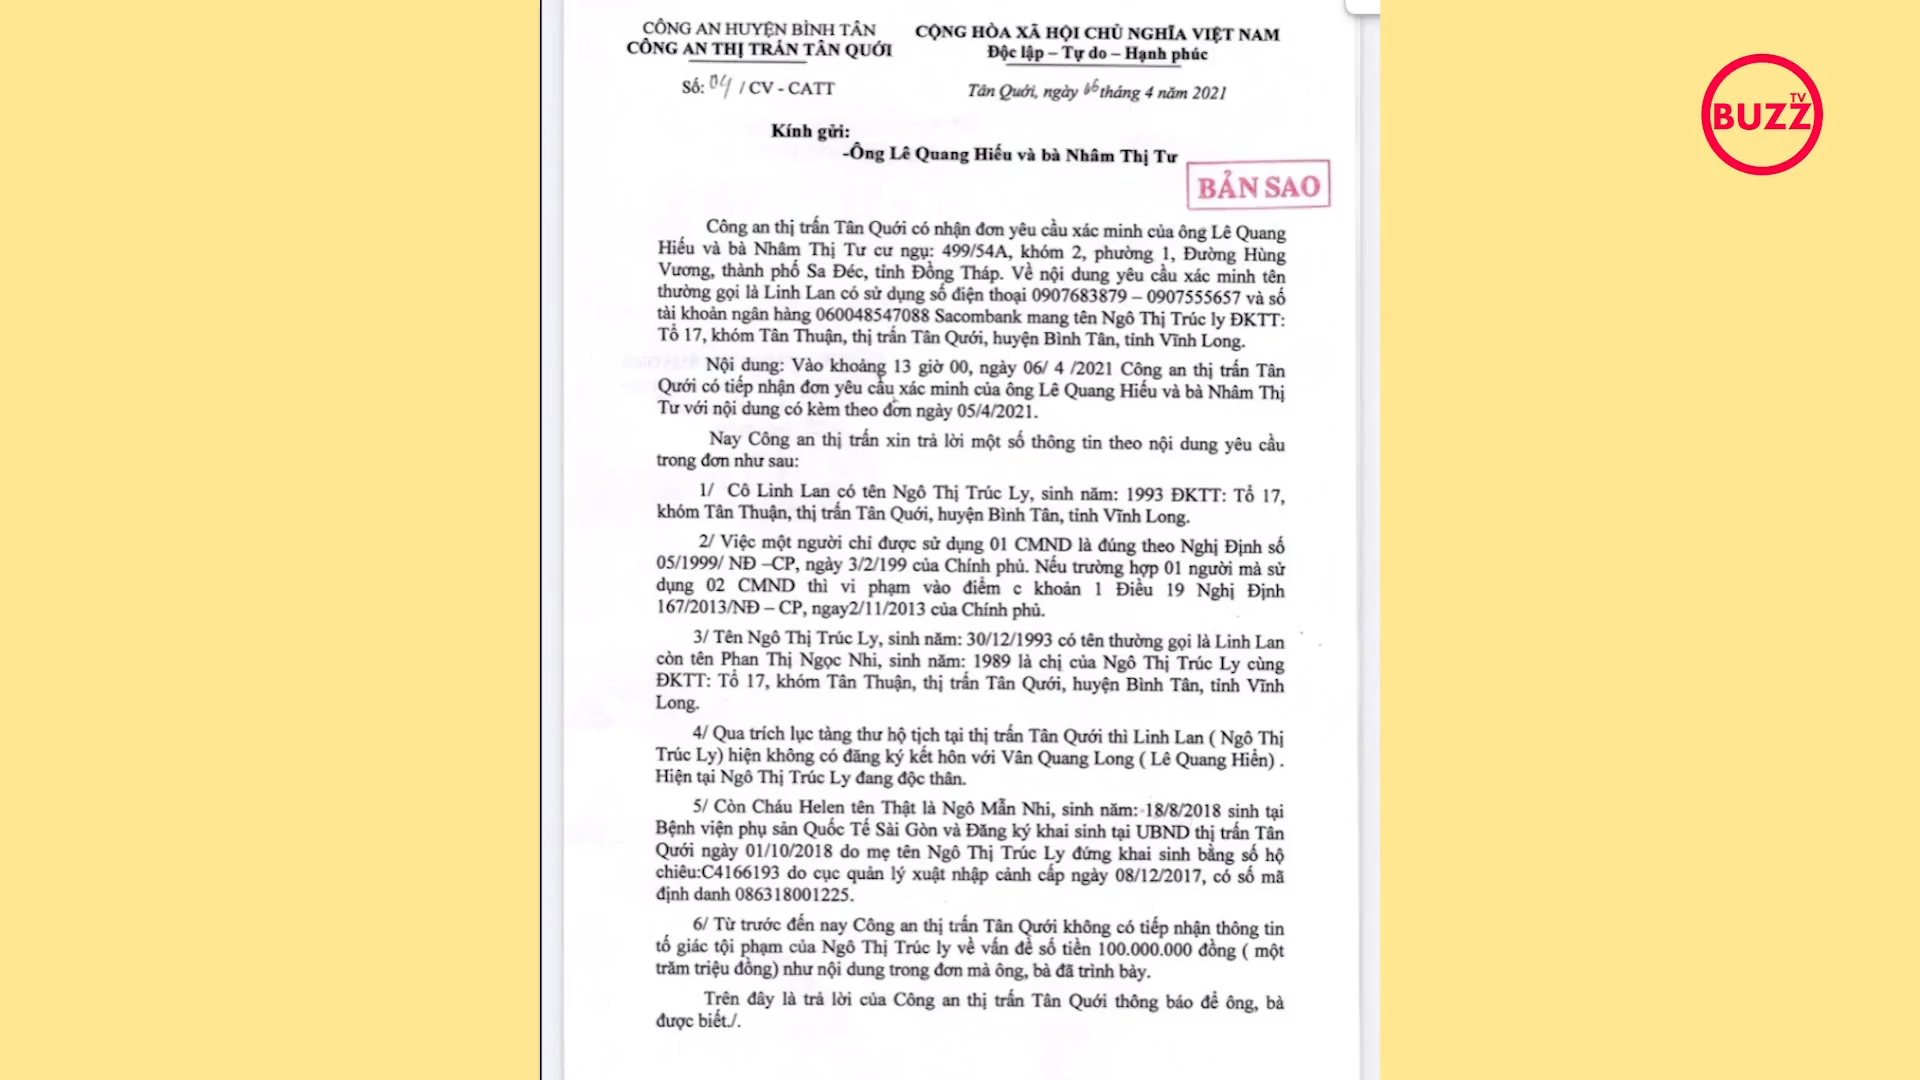 CÔNG AN HUYỆN BÌNH TÂN
CÔNG AN THỊ TRẤN TÂN QUỚI
CỘNG HÒA XÃ HỘI CHỦ NGHĨA VIỆT NAM
Độc lập – Tự do – Hạnh phúc
Số: 04 / CV - CATT
Tân Quới, ngày 06 tháng 4 năm 2021
TV
BUZZ
Kính gửi:
-Ông Lê Quang Hiếu và bà Nhâm Thị Tư
BẢN SAO
Công an thị trấn Tân Quới có nhận đơn yêu cầu xác minh của ông Lê Quang
Hiếu và bà Nhâm Thị Tư cư ngụ: 499/54A, khóm 2, phường 1, Đường Hùng
Vương, thành phố Sa Đéc, tỉnh Đồng Tháp. Về nội dung yêu cầu xác minh tên
thường gọi là Linh Lan có sử dụng số điện thoại 0907683879 – 0907555657 và số
tài khoản ngân hàng 060048547088 Sacombank mang tên Ngô Thị Trúc ly ĐKTT:
Tổ 17, khóm Tân Thuận, thị trấn Tân Quới, huyện Bình Tân, tỉnh Vĩnh Long.
Nội dung: Vào khoảng 13 giờ 00, ngày 06/ 4 /2021 Công an thị trấn Tân
Quới có tiếp nhận đơn yêu cầu xác minh của ông Lê Quang Hiếu và bà Nhâm Thị
Tư với nội dung có kèm theo đơn ngày 05/4/2021.
Nay Công an thị trấn xin trả lời một số thông tin theo nội dung yêu cầu
trong đơn như sau:
1/ Cô Linh Lan có tên Ngô Thị Trúc Ly, sinh năm: 1993 ĐKTT: Tổ 17,
khóm Tân Thuận, thị trấn Tân Quới, huyện Bình Tân, tỉnh Vĩnh Long.
2/ Việc một người chỉ được sử dụng 01 CMND là đúng theo Nghị Định số
05/1999/ NĐ –CP, ngày 3/2/199 của Chính phủ. Nếu trường hợp 01 người mà sử
dụng 02 CMND thì vi phạm vào điểm c khoản 1 Điều 19 Nghị Định
167/2013/NĐ – CP, ngay2/11/2013 của Chính phủ.
3/ Tên Ngô Thị Trúc Ly, sinh năm: 30/12/1993 có tên thường gọi là Linh Lan
còn tên Phan Thị Ngọc Nhi, sinh năm: 1989 là chị của Ngô Thị Trúc Ly cùng
ĐKTT: Tổ 17, khóm Tân Thuận, thị trấn Tân Quới, huyện Bình Tân, tỉnh Vĩnh
Long.
4/ Qua trích lục tàng thư hộ tịch tại thị trấn Tân Quới thì Linh Lan ( Ngô Thị
Trúc Ly) hiện không có đăng ký kết hôn với Vân Quang Long ( Lê Quang Hiển) .
Hiện tại Ngô Thị Trúc Ly đang độc thân.
5/ Còn Cháu Helen tên Thật là Ngô Mẫn Nhi, sinh năm: 18/8/2018 sinh tại
Bệnh viện phụ sản Quốc Tế Sài Gòn và Đăng ký khai sinh tại UBND thị trấn Tân
Quới ngày 01/10/2018 do mẹ tên Ngô Thị Trúc Ly đứng khai sinh bằng số hộ
chiêu:C4166193 do cục quản lý xuật nhập cảnh cấp ngày 08/12/2017, có số mã
định danh 086318001225.
6/ Từ trước đến nay Công an thị trấn Tân Quới không có tiếp nhận thông tin
tố giác tội phạm của Ngô Thị Trúc ly về vấn đề số tiền 100.000.000 đồng ( một
trăm triệu đồng) như nội dung trong đơn mà ông, bà đã trình bày.
Trên đây là trả lời của Công an thị trấn Tân Quới thông báo để ông, bà
được biết./.